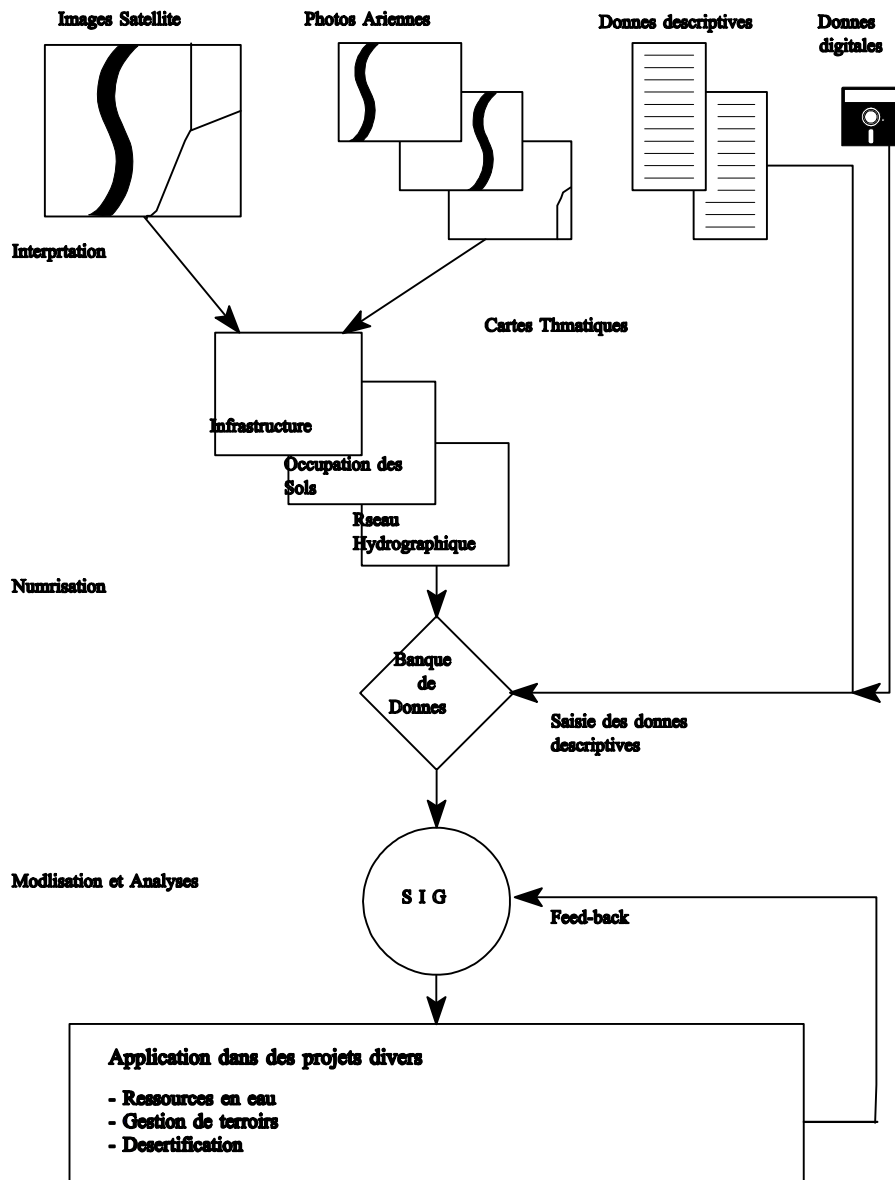 Images Satellite
Photos Ariennes
Donnes descriptives
Donnes
digitales
Interprtation
Cartes Thmatiques
Infrastructure
Occupation des
Sols
Rseau
Hydrographique
Numrisation
Banque
de
Donnes
Saisie des donnes
descriptives
Modlisation et Analyses
S I G
Feed-back
Application dans des projets divers
- Ressources en eau
- Gestion de terroirs
- Desertification